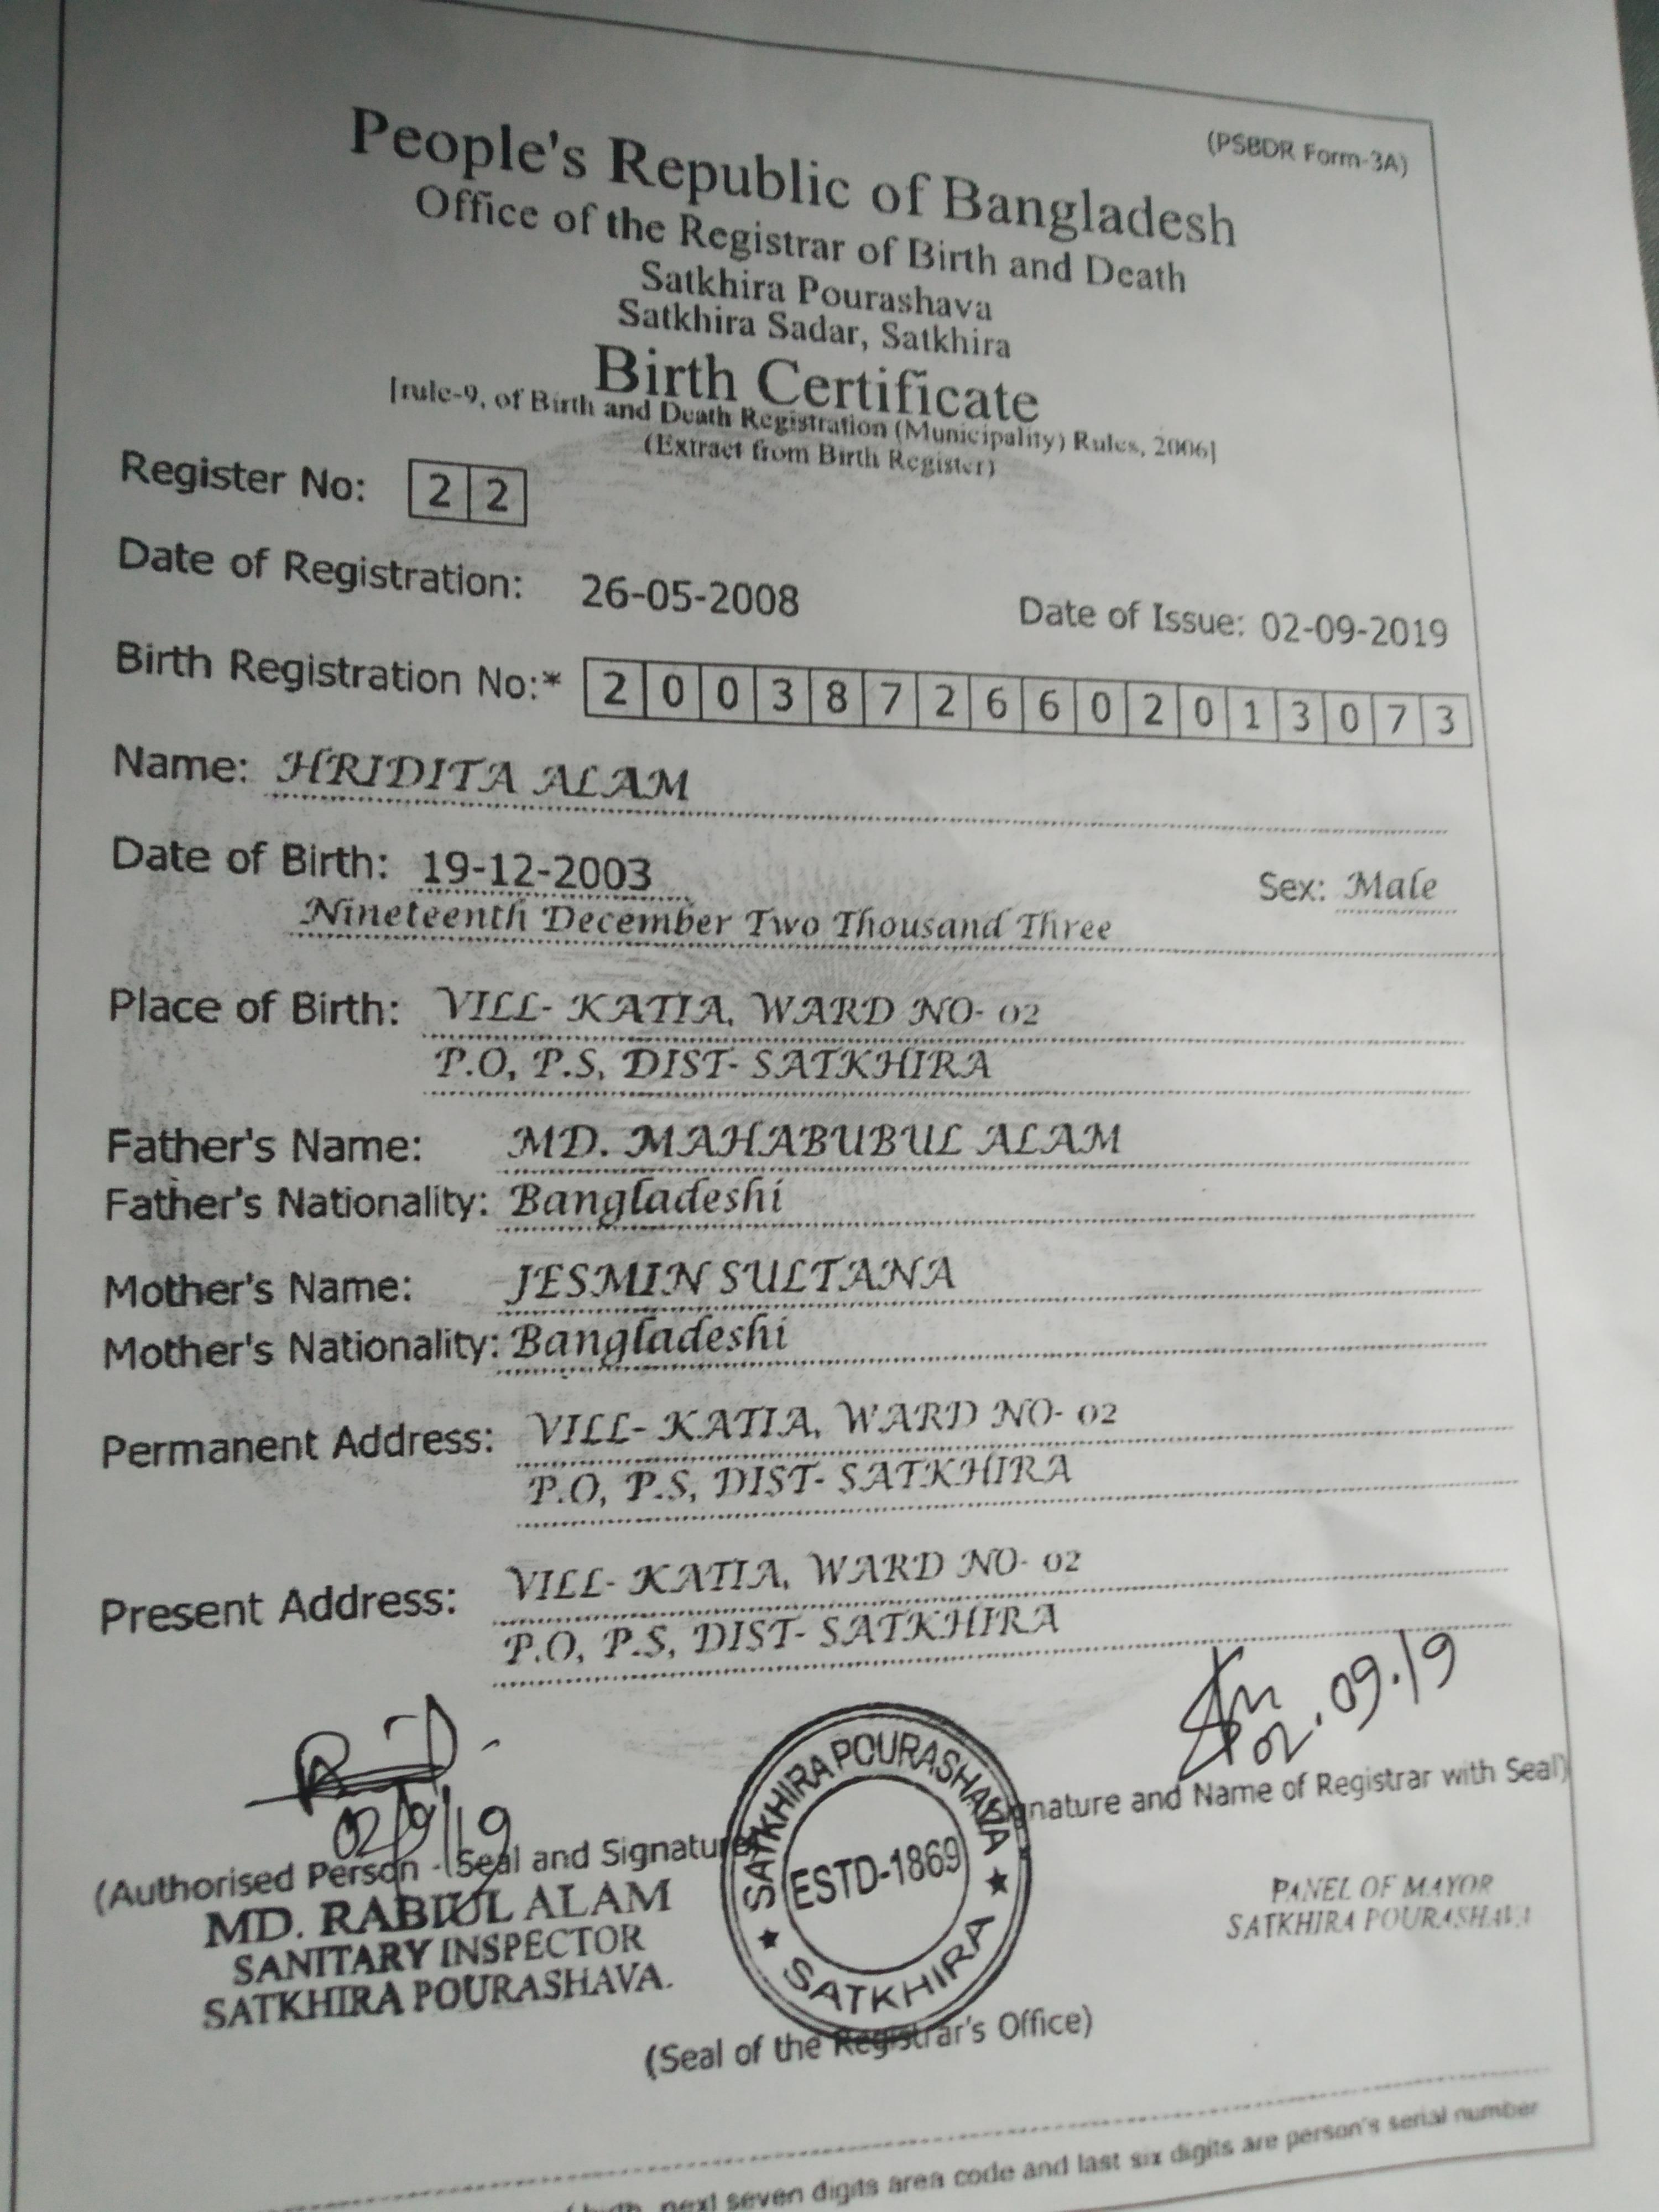 (PSBDR Form-3A)
People's Republic of Bangladesh
Office of the Registrar of Birth and Death
Satkhira Pourashava
Satkhira Sadar, Satkhira
Birth Certificate
[rule-9, of Birth and Death Registration (Municipality) Rules, 2006]
(Extract from Birth Register)
Register No: 2 2
Date of Registration: 26-05-2008 Date of Issue: 02-09-2019
Birth Registration No:* 2 0 0 3 8 7 2 6 6 0 2 0 1 3 0 7 3
Name: HRIDITA ALAM
Date of Birth: 19-12-2003 Sex: Male
Nineteenth December Two Thousand Three
Place of Birth: VILL- KATIA, WARD NO- 02
P.O, P.S, DIST- SATKHIRA
Father's Name: MD. MAHABUBUL ALAM
Father's Nationality: Bangladeshi
Mother's Name: JESMIN SULTANA
Mother's Nationality: Bangladeshi
Permanent Address: VILL- KATIA, WARD NO- 02
P.O, P.S, DIST- SATKHIRA
Present Address: VILL- KATIA, WARD NO- 02
P.O, P.S, DIST- SATKHIRA
02.09.19
02/9/19
Signature and Name of Registrar with Seal)
(Authorised Person - Seal and Signature
MD. RABIUL ALAM
SANITARY INSPECTOR
SATKHIRA POURASHAVA.
SATKHIRA POURASHAVA
ESTD-1869
SATKHIRA
PANEL OF MAYOR
SATKHIRA POURASHAVA
(Seal of the Registrar's Office)
birth, next seven digits area code and last six digits are person's serial number